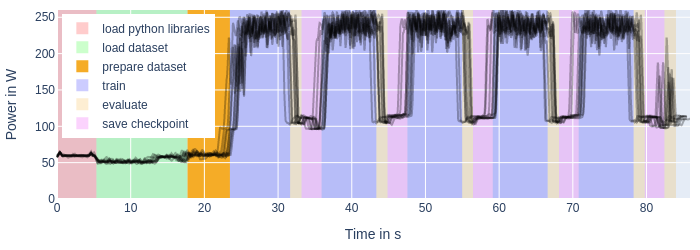 250
200
150
100
50
0
Power in W
load python libraries
load dataset
prepare dataset
train
evaluate
save checkpoint
0 10 20 30 40 50 60 70 80
Time in s